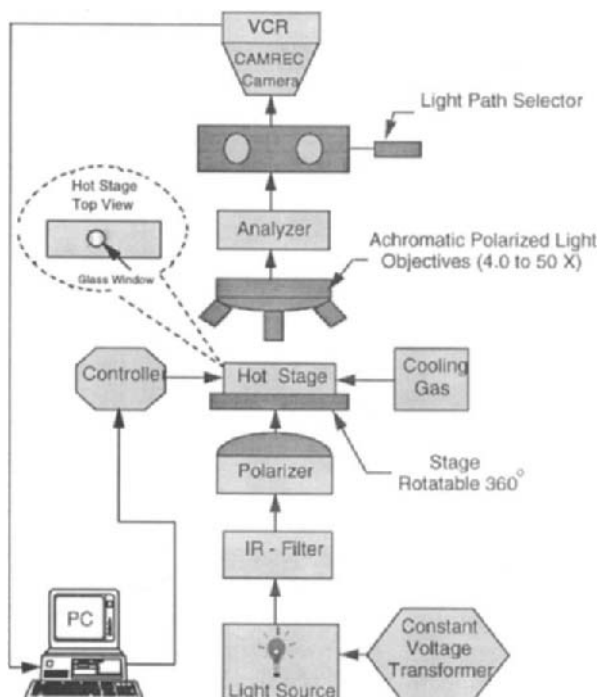 VCR
CAMREC
Camera
Light Path Selector
Hot Stage
Top View
Glass Window
Analyzer
Achromatic Polarized Light
Objectives (4.0 to 50 X)
Controller
Hot Stage
Cooling
Gas
Polarizer
Stage
Rotatable 360°
IR - Filter
PC
Light Source
Constant
Voltage
Transformer